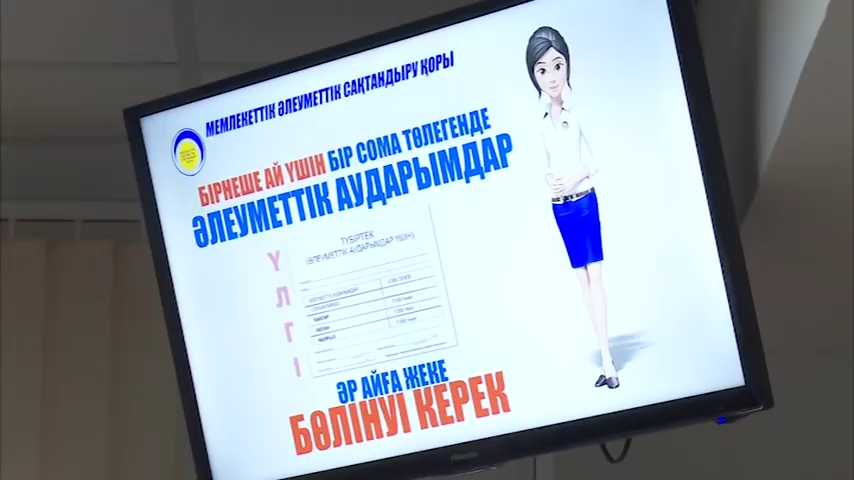 МЕМЛЕКЕТТІК ӘЛЕУМЕТТІК САҚТАНДЫРУ ҚОРЫ
БІРНЕШЕ АЙ ҮШІН БІР СОМА ТӨЛЕГЕНДЕ
ӘЛЕУМЕТТІК АУДАРЫМДАР
ҮЛГІ
ТҮБІРТЕК
(ӘЛЕУМЕТТІК АУДАРЫМДАР ҮШІН)
ӘР АЙҒА ЖЕКЕ
БӨЛІНУІ КЕРЕК